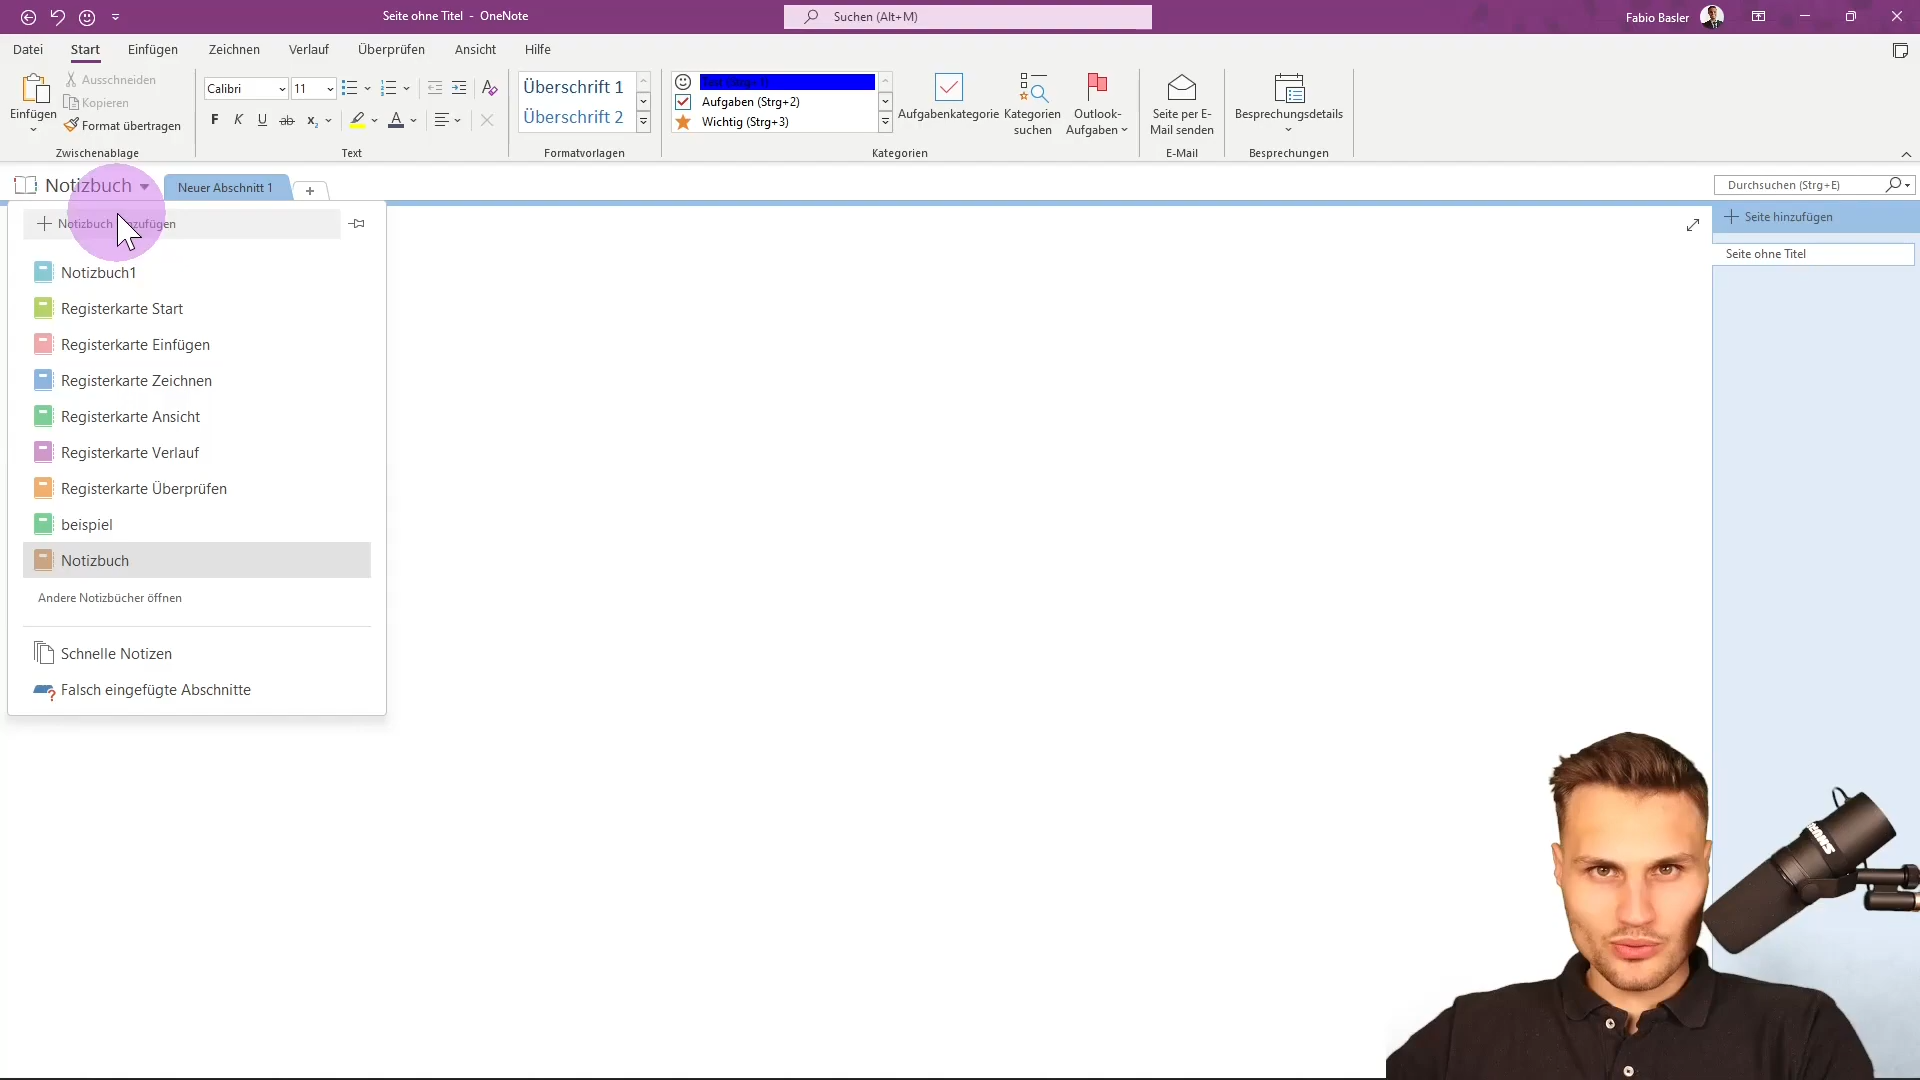 Seite ohne Titel - OneNote
Suchen (Alt+M)
Fabio Basler
Datei
Start
Einfügen
Zeichnen
Verlauf
Überprüfen
Ansicht
Hilfe
Einfügen
Ausschneiden
Kopieren
Format übertragen
Zwischenablage
Calibri
11
F K U ab x₂ A
Text
Überschrift 1
Überschrift 2
Formatvorlagen
Aufgaben (Strg+2)
Wichtig (Strg+3)
Aufgabenkategorie
Kategorien
suchen
Outlook-
Aufgaben
Kategorien
Seite per E-
Mail senden
E-Mail
Besprechungsdetails
Besprechungen
Notizbuch
Neuer Abschnitt 1
Durchsuchen (Strg+E)
Notizbuch hinzufügen
Seite hinzufügen
Seite ohne Titel
Notizbuch1
Registerkarte Start
Registerkarte Einfügen
Registerkarte Zeichnen
Registerkarte Ansicht
Registerkarte Verlauf
Registerkarte Überprüfen
beispiel
Notizbuch
Andere Notizbücher öffnen
Schnelle Notizen
Falsch eingefügte Abschnitte